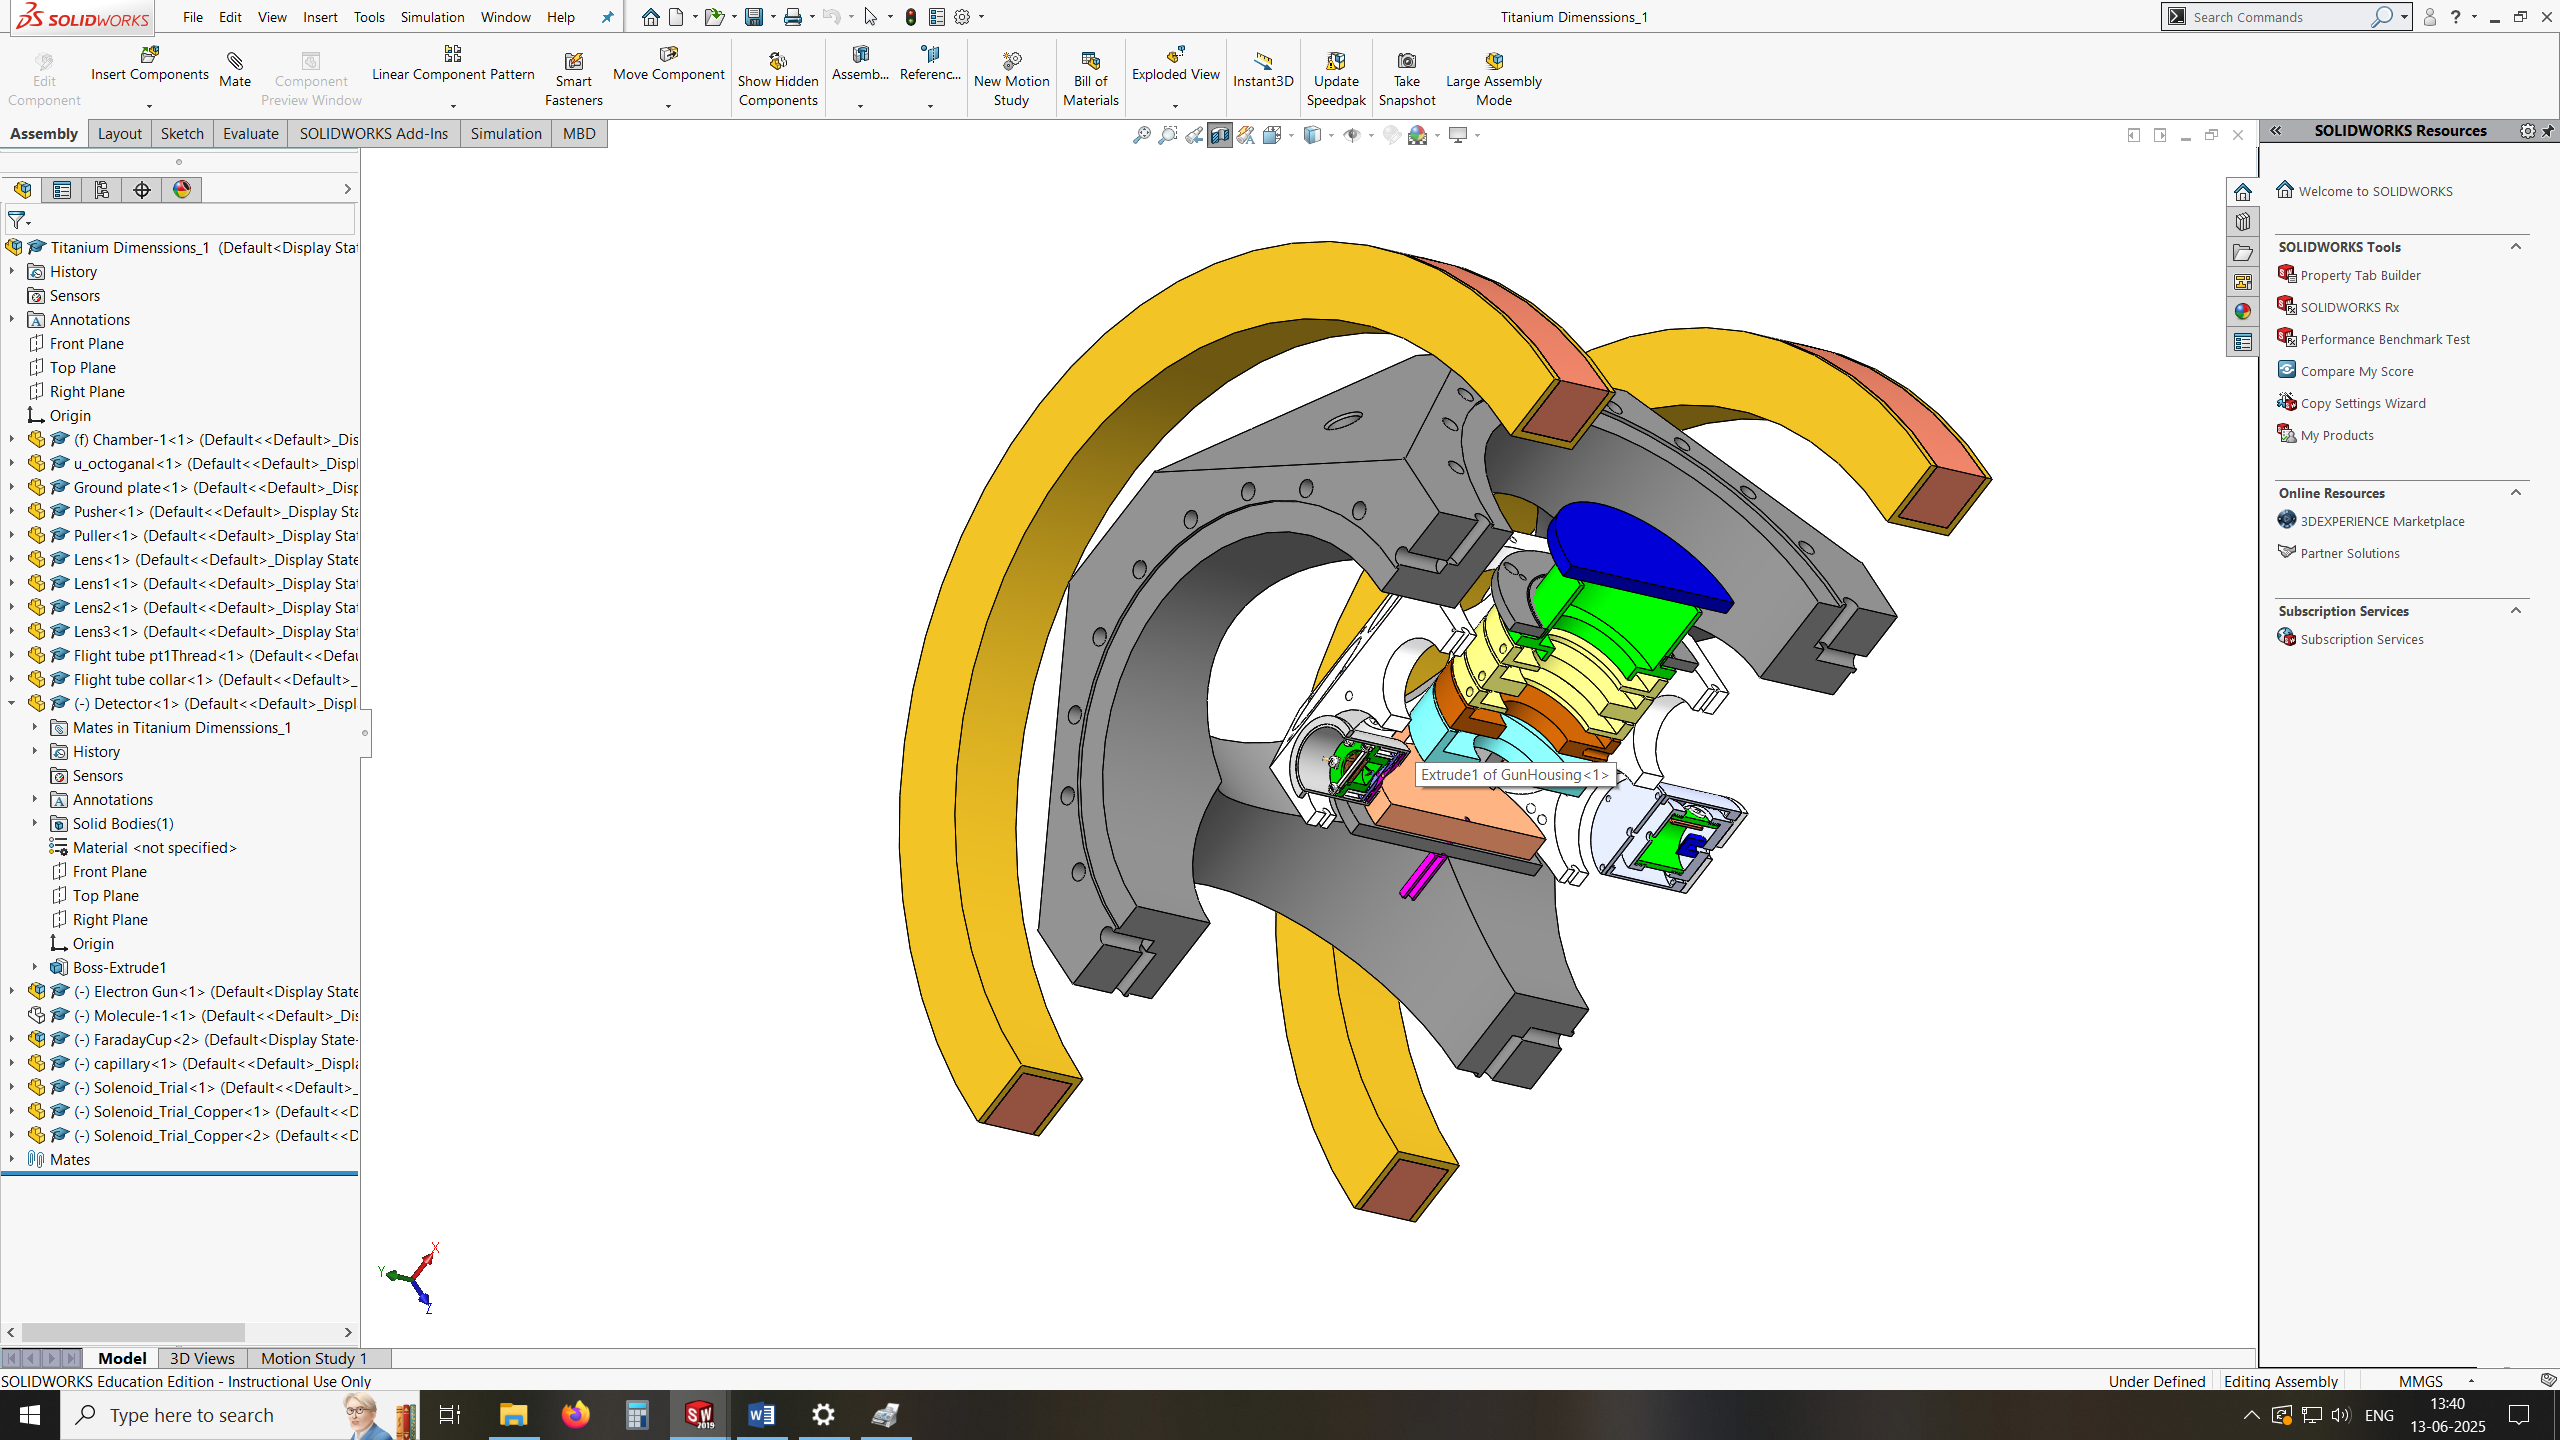 SOLIDWORKS File Edit View Insert Tools Simulation Window Help Titanium Dimenssions_1 Search Commands
Edit Component
Insert Components
Mate
Component Preview Window
Linear Component Pattern
Smart Fasteners
Move Component
Show Hidden Components
Assemb...
Referenc...
New Motion Study
Bill of Materials
Exploded View
Instant3D
Update Speedpak
Take Snapshot
Large Assembly Mode
Assembly Layout Sketch Evaluate SOLIDWORKS Add-Ins Simulation MBD
Titanium Dimenssions_1 (Default<Display Sta
History
Sensors
Annotations
Front Plane
Top Plane
Right Plane
Origin
(f) Chamber-1<1> (Default<<Default>_Dis
u_octoganal<1> (Default<<Default>_Displ
Ground plate<1> (Default<<Default>_Disp
Pusher<1> (Default<<Default>_Display Sta
Puller<1> (Default<<Default>_Display Stat
Lens<1> (Default<<Default>_Display State
Lens1<1> (Default<<Default>_Display Stat
Lens2<1> (Default<<Default>_Display Stat
Lens3<1> (Default<<Default>_Display Stat
Flight tube pt1Thread<1> (Default<<Defau
Flight tube collar<1> (Default<<Default>_
(-) Detector<1> (Default<<Default>_Displ
Mates in Titanium Dimenssions_1
History
Sensors
Annotations
Solid Bodies(1)
Material <not specified>
Front Plane
Top Plane
Right Plane
Origin
Boss-Extrude1
(-) Electron Gun<1> (Default<Display State
(-) Molecule-1<1> (Default<<Default>_Dis
(-) FaradayCup<2> (Default<Display State-
(-) capillary<1> (Default<<Default>_Displa
(-) Solenoid_Trial<1> (Default<<Default>_
(-) Solenoid_Trial_Copper<1> (Default<<D
(-) Solenoid_Trial_Copper<2> (Default<<D
Mates
Extrude1 of GunHousing<1>
X
Y
Z
SOLIDWORKS Resources
Welcome to SOLIDWORKS
SOLIDWORKS Tools
Property Tab Builder
SOLIDWORKS Rx
Performance Benchmark Test
Compare My Score
Copy Settings Wizard
My Products
Online Resources
3DEXPERIENCE Marketplace
Partner Solutions
Subscription Services
Subscription Services
Model 3D Views Motion Study 1
SOLIDWORKS Education Edition - Instructional Use Only Under Defined Editing Assembly MMGS
Type here to search
SW 2019
ENG
13:40
13-06-2025